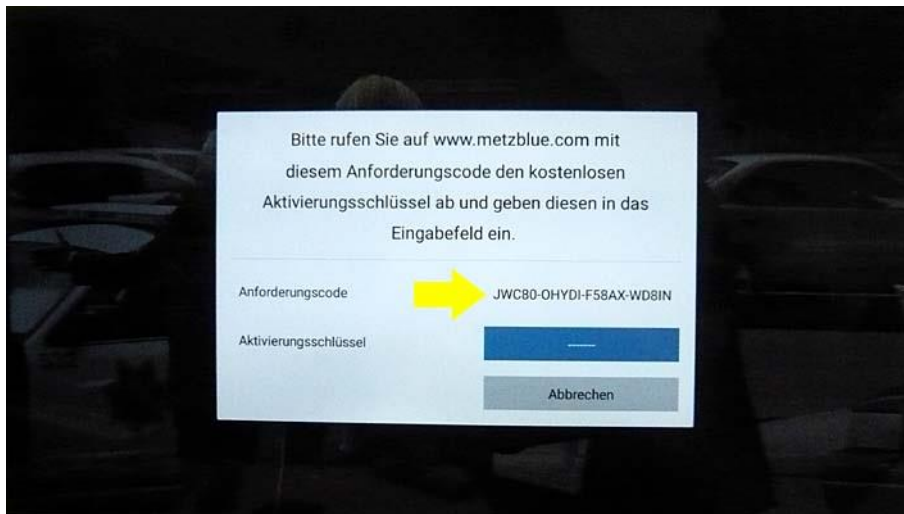 Bitte rufen Sie auf www.metzblue.com mit
diesem Anforderungscode den kostenlosen
Aktivierungsschlüssel ab und geben diesen in das
Eingabefeld ein.
Anforderungscode JWC80-OHYDI-F58AX-WD8IN
Aktivierungsschlüssel -----
Abbrechen